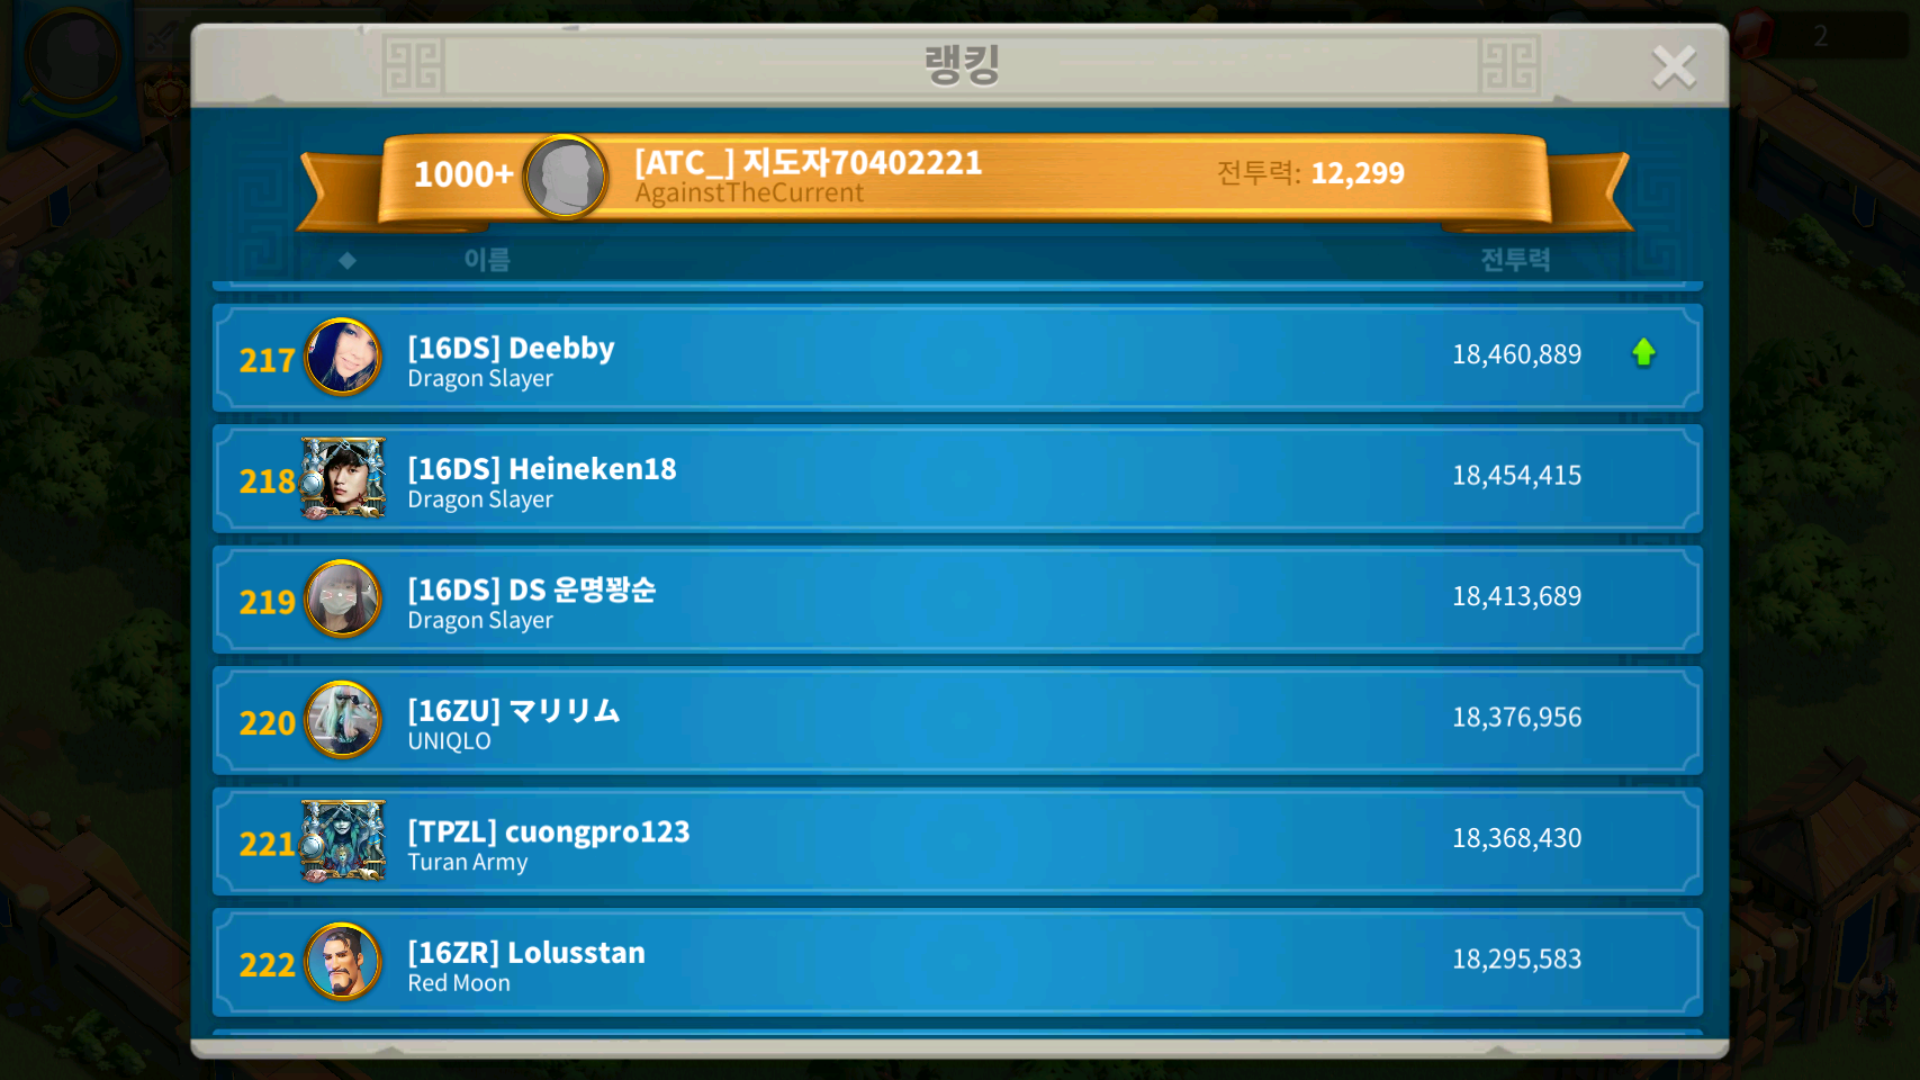 랭킹
2
1000+ [ATC_] 지도자70402221
AgainstTheCurrent
전투력: 12,299
이름 전투력
217 [16DS] Deebby 18,460,889
Dragon Slayer
218 [16DS] Heineken18 18,454,415
Dragon Slayer
219 [16DS] DS 운명꽝순 18,413,689
Dragon Slayer
220 [16ZU] マリリム 18,376,956
UNIQLO
221 [TPZL] cuongpro123 18,368,430
Turan Army
222 [16ZR] Lolusstan 18,295,583
Red Moon